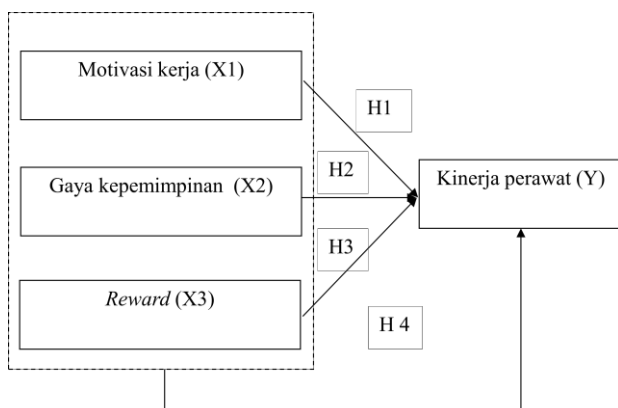 Motivasi kerja (X1)
H1
Gaya kepemimpinan (X2)
H2
Kinerja perawat (Y)
H3
Reward (X3)
H 4